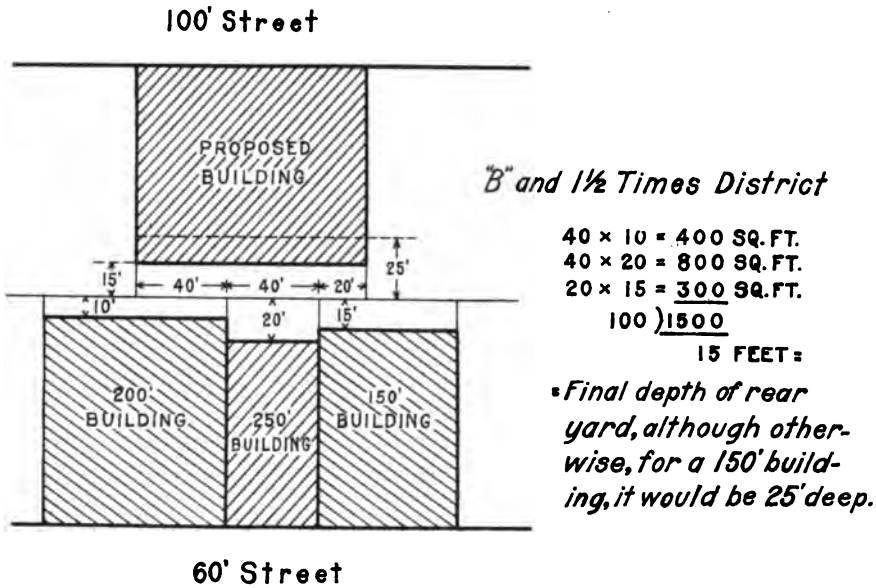 100' Street
PROPOSED
BUILDING
15'
40'
40'
20'
25'
10'
20'
15'
200'
BUILDING
250'
BUILDING
150'
BUILDING
60' Street
"B" and 1½ Times District
40 × 10 = 400 SQ. FT.
40 × 20 = 800 SQ. FT.
20 × 15 = 300 SQ. FT.
100 )1500
15 FEET =
= Final depth of rear
yard, although other-
wise, for a 150' build-
ing, it would be 25' deep.